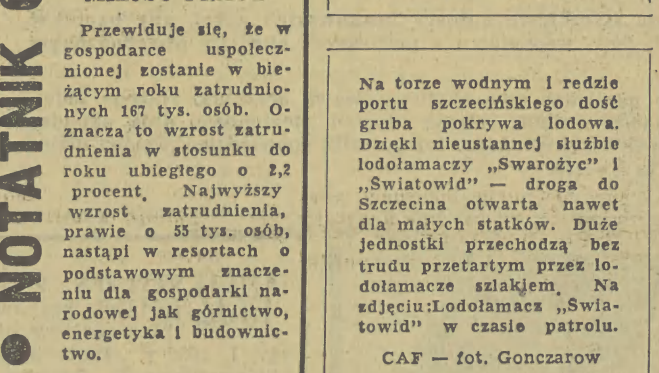 NOTATNIK
Przewiduje się, że w
gospodarce uspołecz-
nionej zostanie w bie-
żącym roku zatrudnio-
nych 167 tys. osób. O-
znacza to wzrost zatru-
dnienia w stosunku do
roku ubiegłego o 2,2
procent. Najwyższy
wzrost zatrudnienia,
prawie o 55 tys. osób,
nastąpi w resortach o
podstawowym znacze-
niu dla gospodarki na-
rodowej jak górnictwo,
energetyka i budownic-
two.
Na torze wodnym i redzie
portu szczecińskiego dość
gruba pokrywa lodowa.
Dzięki nieustannej służbie
lodołamaczy „Swarożyc” i
„Swiatowid” — droga do
Szczecina otwarta nawet
dla małych statków. Duże
jednostki przechodzą bez
trudu przetartym przez lo-
dołamacze szlakiem. Na
zdjęciu:Lodołamacz „Swia-
towid” w czasie patrolu.
CAF — fot. Gonczarow